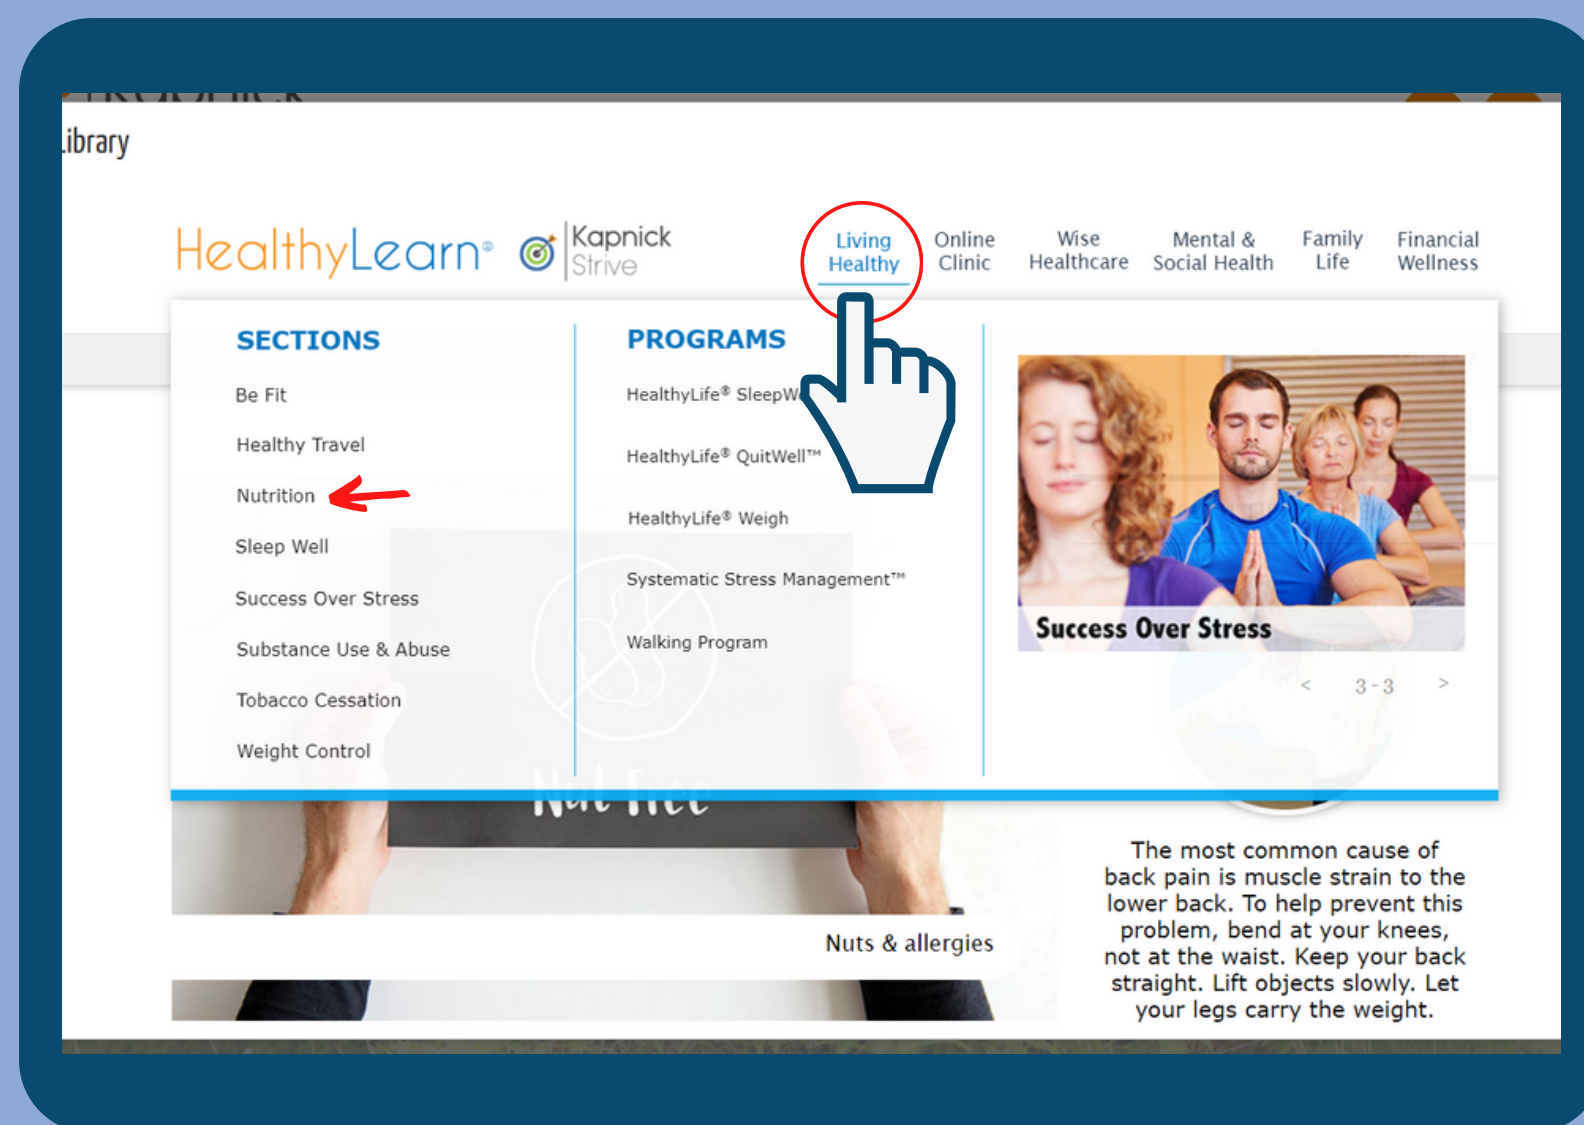 Kapnick
Library
HealthyLearn®
Kapnick
Strive
Living
Healthy
Online
Clinic
Wise
Healthcare
Mental &
Social Health
Family
Life
Financial
Wellness
SECTIONS
Be Fit
Healthy Travel
Nutrition
Sleep Well
Success Over Stress
Substance Use & Abuse
Tobacco Cessation
Weight Control
PROGRAMS
HealthyLife® 
HealthyLife® QuitWell™
HealthyLife® Weigh
Systematic Stress Management™
Walking Program
Success Over Stress
< 3-3 >
Nut Free
Nuts & allergies
The most common cause of
back pain is muscle strain to the
lower back. To help prevent this
problem, bend at your knees,
not at the waist. Keep your back
straight. Lift objects slowly. Let
your legs carry the weight.